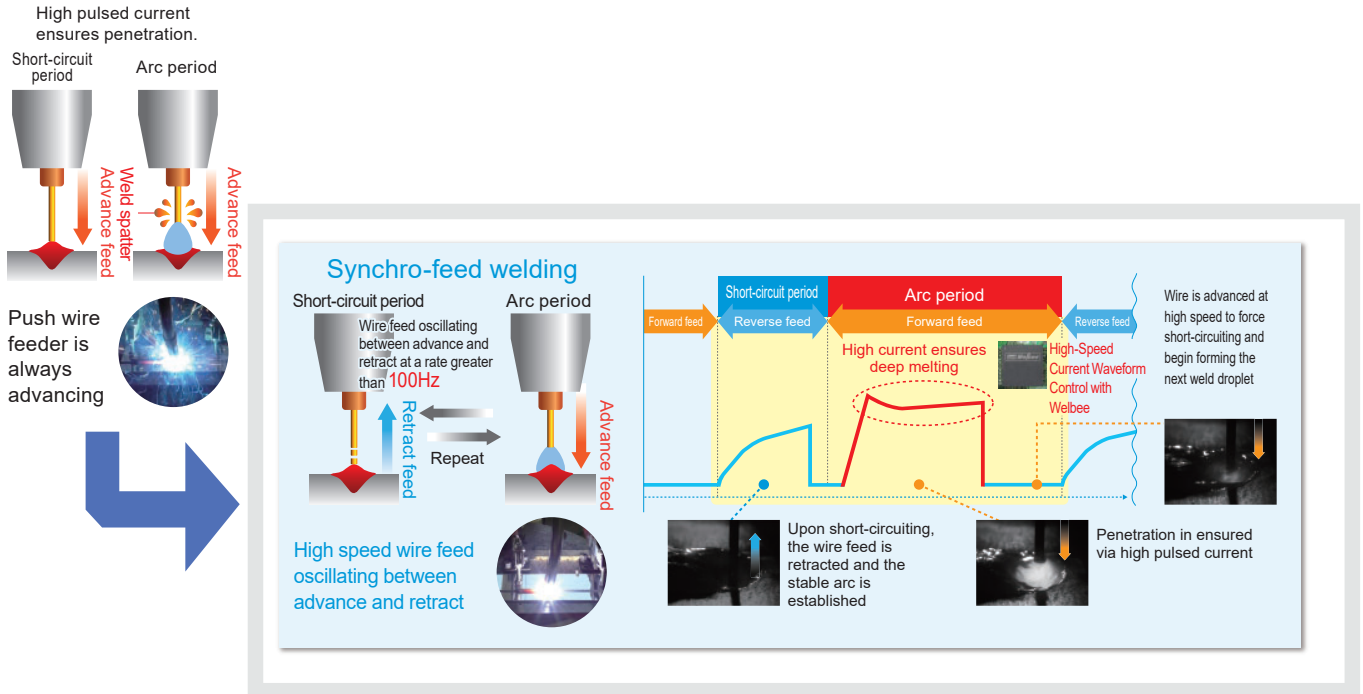 High pulsed current
ensures penetration.
Short-circuit
period
Arc period
Advance feed
Weld spatter
Advance feed
Push wire
feeder is
always
advancing
Synchro-feed welding
Short-circuit period
Arc period
Wire feed oscillating
between advance and
retract at a rate greater
than 100Hz
Retract feed
Repeat
Advance feed
High speed wire feed
oscillating between
advance and retract
Short-circuit period
Arc period
Forward feed
Reverse feed
Forward feed
Reverse feed
High current ensures
deep melting
High-Speed
Current Waveform
Control with
Welbee
Wire is advanced at
high speed to force
short-circuiting and
begin forming the
next weld droplet
Upon short-circuiting,
the wire feed is
retracted and the
stable arc is
established
Penetration in ensured
via high pulsed current